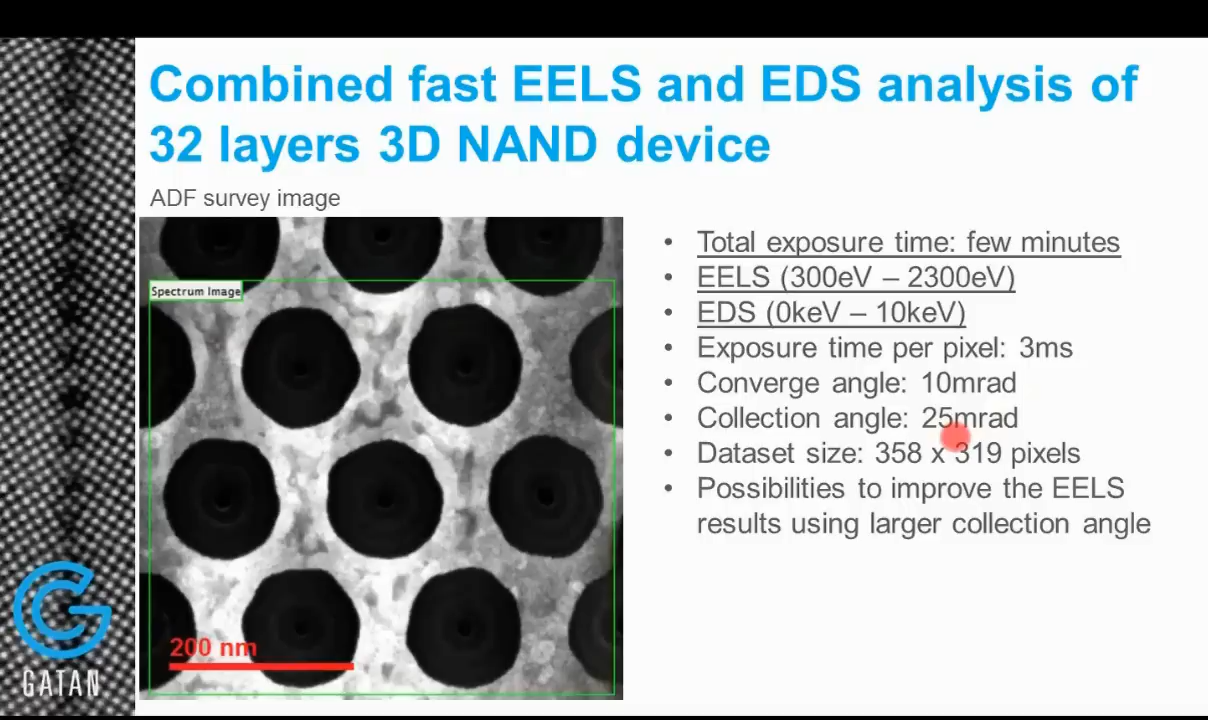 Combined fast EELS and EDS analysis of
32 layers 3D NAND device
ADF survey image
Spectrum Image
200 nm
• Total exposure time: few minutes
• EELS (300eV – 2300eV)
• EDS (0keV – 10keV)
• Exposure time per pixel: 3ms
• Converge angle: 10mrad
• Collection angle: 25mrad
• Dataset size: 358 x 319 pixels
• Possibilities to improve the EELS
results using larger collection angle
GATAN